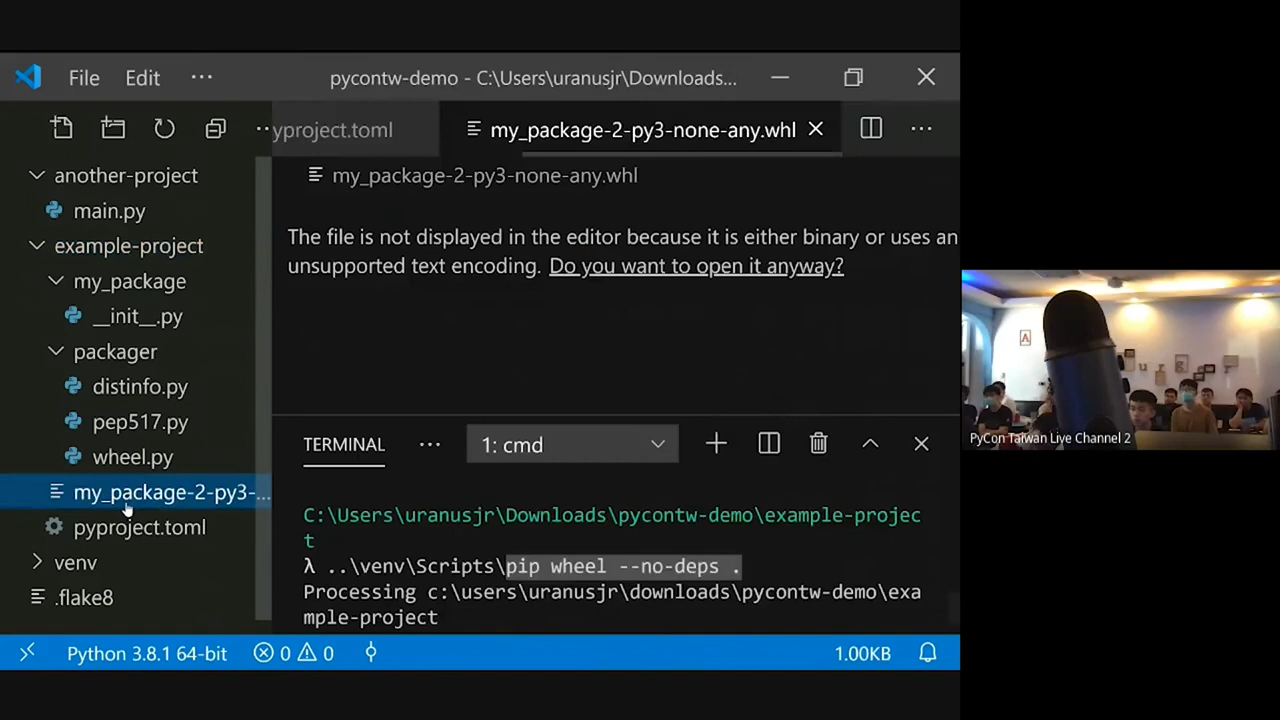 File Edit ··· pycontw-demo - C:\Users\uranusjr\Downloads...
··yproject.toml my_package-2-py3-none-any.whl
another-project
main.py
example-project
my_package
__init__.py
packager
distinfo.py
pep517.py
wheel.py
my_package-2-py3-...
pyproject.toml
venv
.flake8
my_package-2-py3-none-any.whl
The file is not displayed in the editor because it is either binary or uses an
unsupported text encoding. Do you want to open it anyway?
TERMINAL ··· 1: cmd
C:\Users\uranusjr\Downloads\pycontw-demo\example-projec
t
λ ..\venv\Scripts\pip wheel --no-deps .
Processing c:\users\uranusjr\downloads\pycontw-demo\exa
mple-project
Python 3.8.1 64-bit 0 0 1.00KB
PyCon Taiwan Live Channel 2